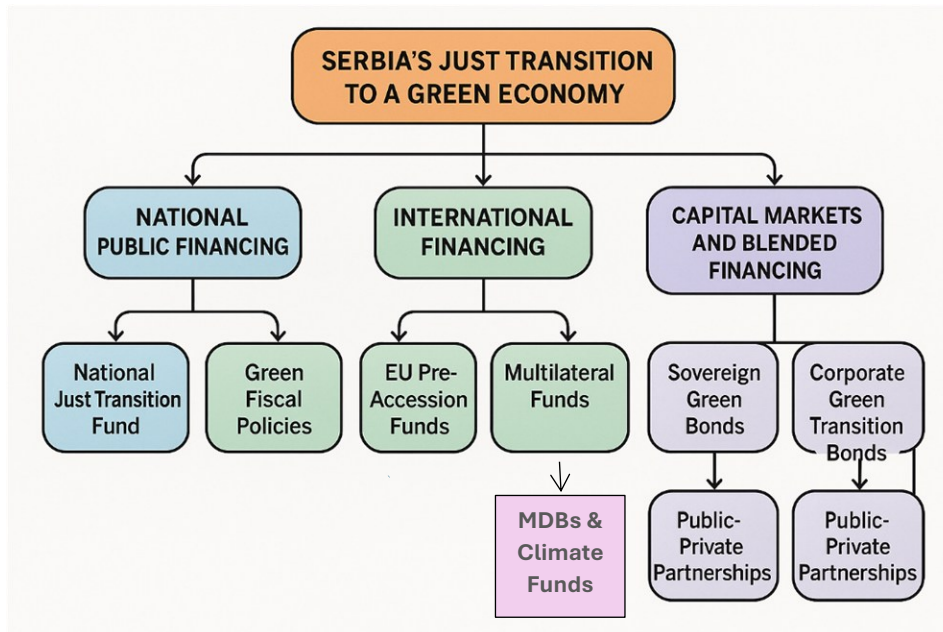 SERBIA'S JUST TRANSITION
TO A GREEN ECONOMY
NATIONAL
PUBLIC FINANCING
INTERNATIONAL
FINANCING
CAPITAL MARKETS
AND BLENDED
FINANCING
National
Just Transition
Fund
Green
Fiscal
Policies
EU Pre-
Accession
Funds
Multilateral
Funds
Sovereign
Green
Bonds
Corporate
Green
Transition
Bonds
MDBs &
Climate
Funds
Public-
Private
Partnerships
Public-
Private
Partnerships